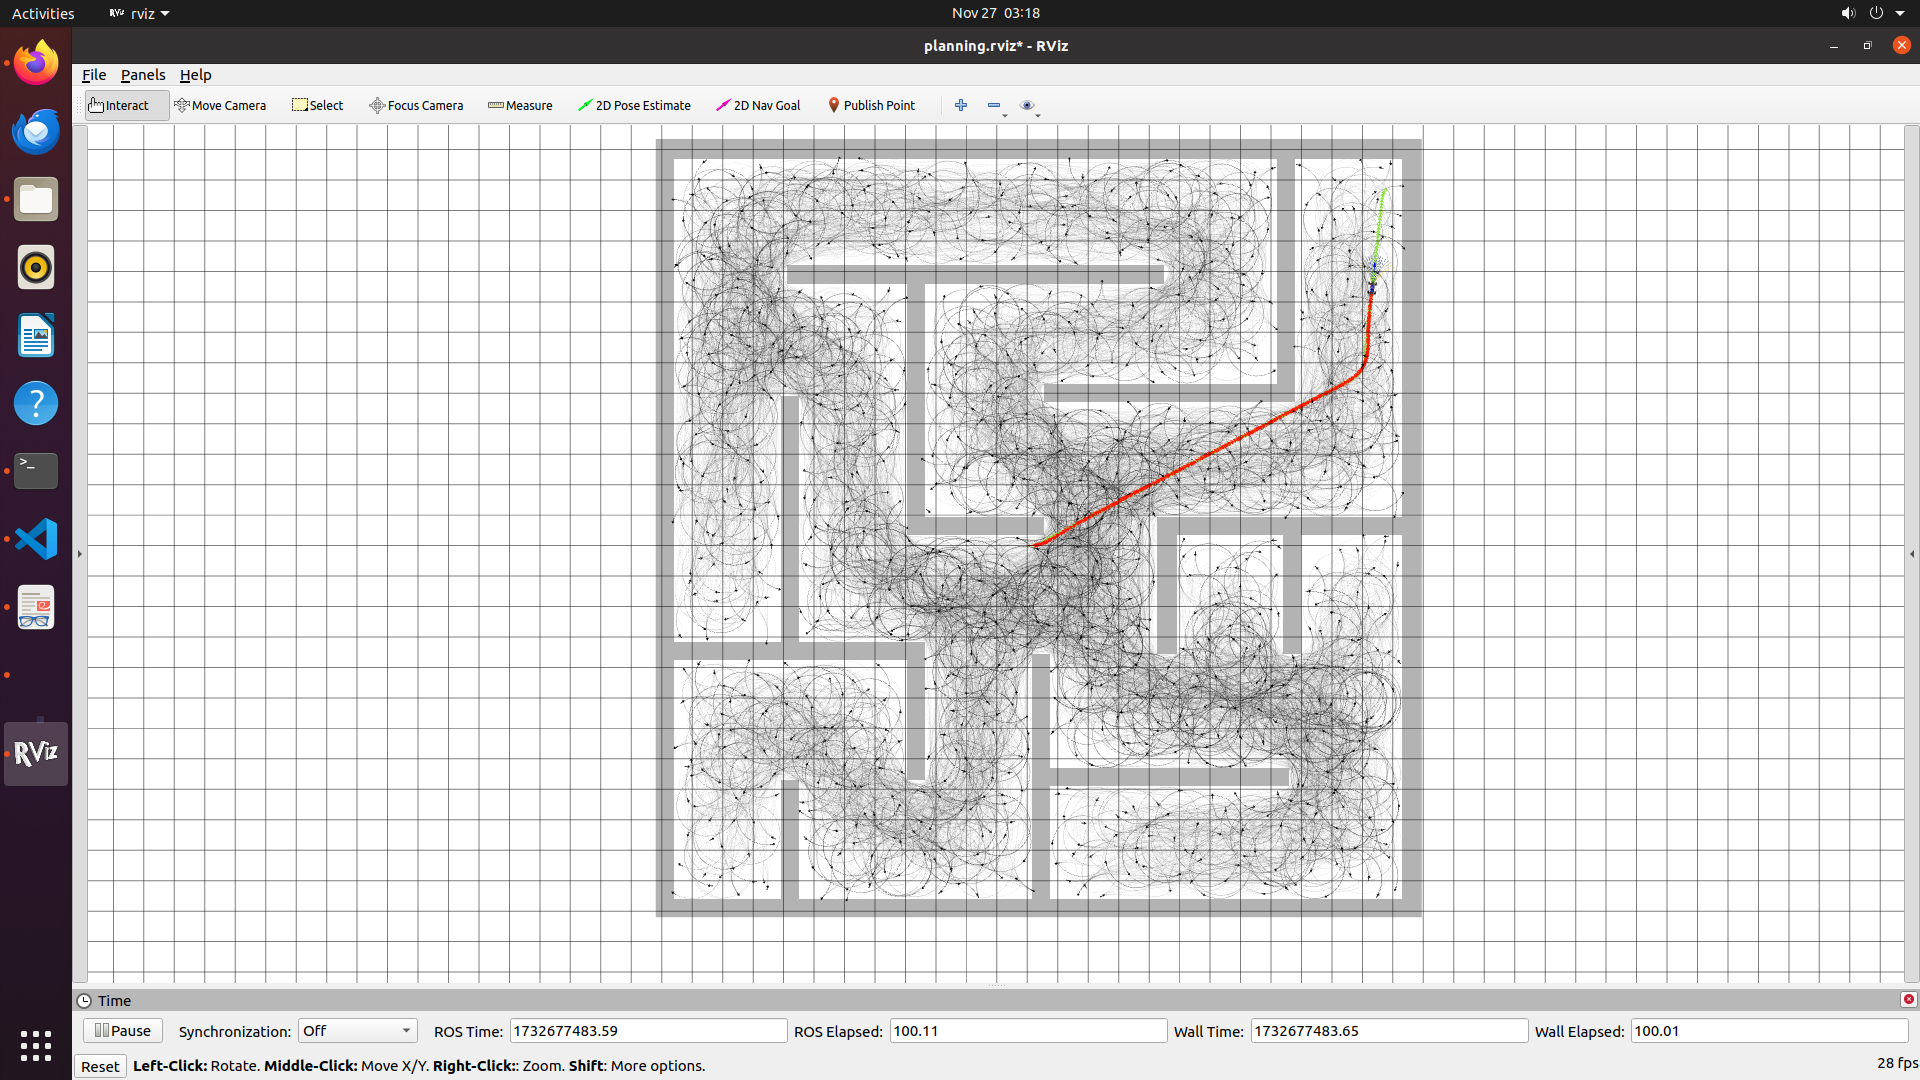 Activities RViz rviz Nov 27 03:18
planning.rviz* - RViz
File Panels Help
Interact Move Camera Select Focus Camera Measure 2D Pose Estimate 2D Nav Goal Publish Point
>_
?
RViz
Time
Pause Synchronization: Off ROS Time: 1732677483.59 ROS Elapsed: 100.11 Wall Time: 1732677483.65 Wall Elapsed: 100.01
Reset Left-Click: Rotate. Middle-Click: Move X/Y. Right-Click:: Zoom. Shift: More options. 28 fps